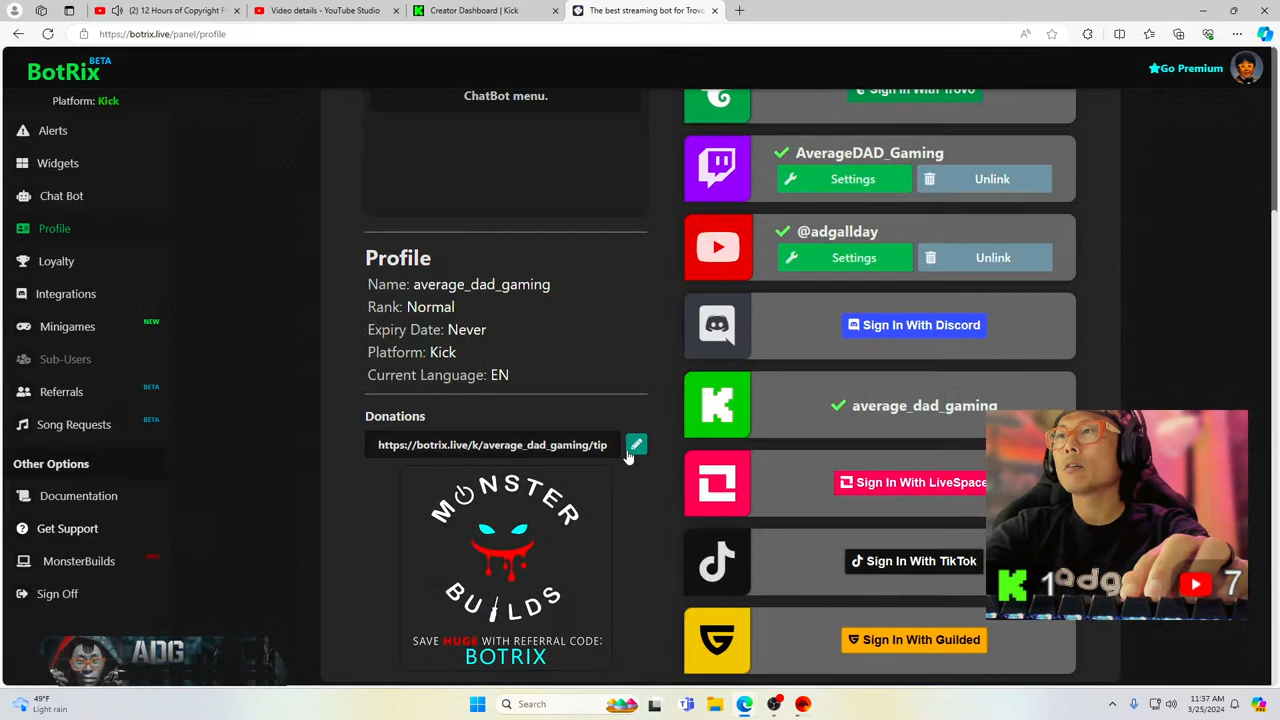 (2) 12 Hours of Copyright F
Video details - YouTube Studio
Creator Dashboard | Kick
The best streaming bot for Trovo
https://botrix.live/panel/profile
BotRix
BETA
Go Premium
Platform: Kick
Alerts
Widgets
Chat Bot
Profile
Loyalty
Integrations
Minigames
NEW
Sub-Users
Referrals
BETA
Song Requests
BETA
Other Options
Documentation
Get Support
MonsterBuilds
Sign Off
ADG
ChatBot menu.
Profile
Name: average_dad_gaming
Rank: Normal
Expiry Date: Never
Platform: Kick
Current Language: EN
Donations
https://botrix.live/k/average_dad_gaming/tip
MONSTER
BUILDS
SAVE HUGE WITH REFERRAL CODE:
BOTRIX
Sign In With Trovo
AverageDAD_Gaming
Settings
Unlink
@adgallday
Settings
Unlink
Sign In With Discord
average_dad_gaming
Sign In With LiveSpace
Sign In With TikTok
Sign In With Guilded
1
adg
7
49°F
Light rain
Search
11:37 AM
3/25/2024